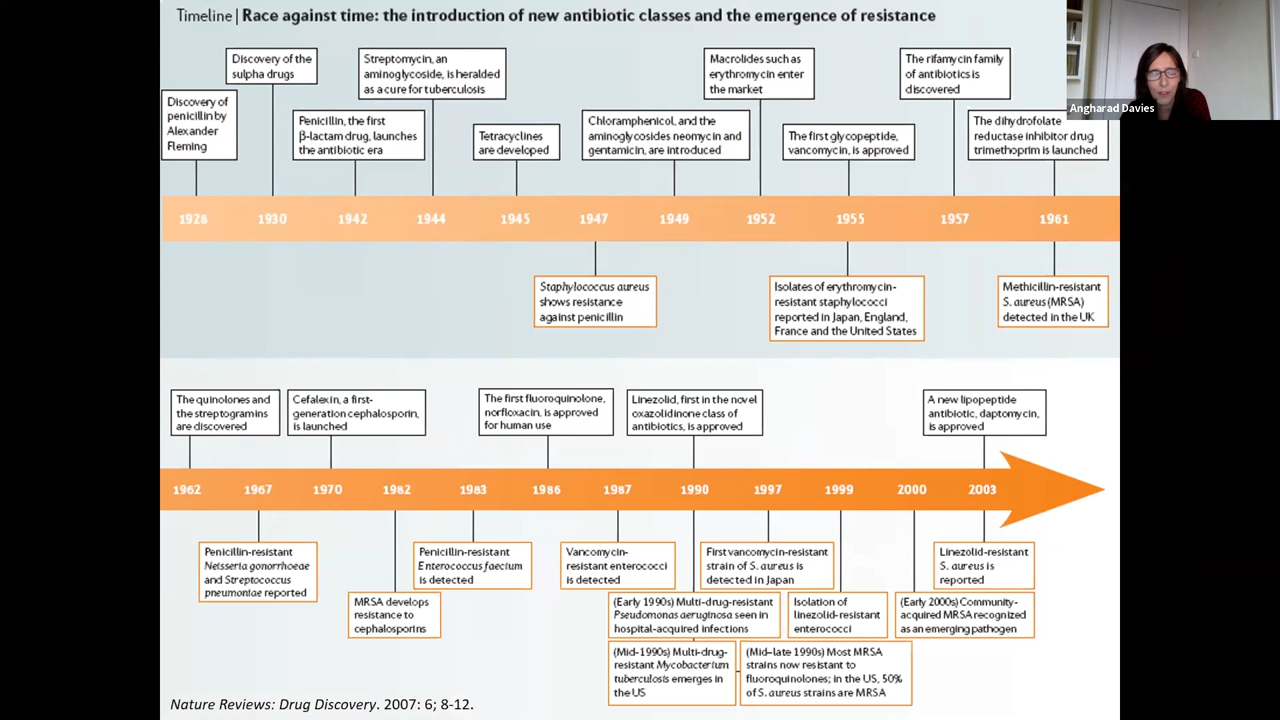 Timeline | Race against time: the introduction of new antibiotic classes and the emergence of resistance
Angharad Davies
Discovery of
penicillin by
Alexander
Fleming
Discovery of the
sulpha drugs
Penicillin, the first
β-lactam drug, launches
the antibiotic era
Streptomycin, an
aminoglycoside, is heralded
as a cure for tuberculosis
Tetracyclines
are developed
Chloramphenicol, and the
aminoglycosides neomycin and
gentamicin, are introduced
Macrolides such as
erythromycin enter
the market
The first glycopeptide,
vancomycin, is approved
The rifamycin family
of antibiotics is
discovered
The dihydrofolate
reductase inhibitor drug
trimethoprim is launched
1926 1930 1942 1944 1945 1947 1949 1952 1955 1957 1961
Staphylococcus aureus
shows resistance
against penicillin
Isolates of erythromycin-
resistant staphylococci
reported in Japan, England,
France and the United States
Methicillin-resistant
S. aureus (MRSA)
detected in the UK
The quinolones and
the streptogramins
are discovered
Cefalexin, a first-
generation cephalosporin,
is launched
The first fluoroquinolone,
norfloxacin, is approved
for human use
Linezolid, first in the novel
oxazolidinone class of
antibiotics, is approved
A new lipopeptide
antibiotic, daptomycin,
is approved
1962 1967 1970 1982 1983 1986 1987 1990 1997 1999 2000 2003
Penicillin-resistant
Neisseria gonorrhoeae
and Streptococcus
pneumoniae reported
MRSA develops
resistance to
cephalosporins
Penicillin-resistant
Enterococcus faecium
is detected
Vancomycin-
resistant enterococci
is detected
First vancomycin-resistant
strain of S. aureus is
detected in Japan
Linezolid-resistant
S. aureus is
reported
(Early 1990s) Multi-drug-resistant
Pseudomonas aeruginosa seen in
hospital-acquired infections
Isolation of
linezolid-resistant
enterococci
(Early 2000s) Community-
acquired MRSA recognized
as an emerging pathogen
(Mid-1990s) Multi-drug-
resistant Mycobacterium
tuberculosis emerges in
the US
(Mid–late 1990s) Most MRSA
strains now resistant to
fluoroquinolones; in the US, 50%
of S. aureus strains are MRSA
Nature Reviews: Drug Discovery. 2007: 6; 8-12.